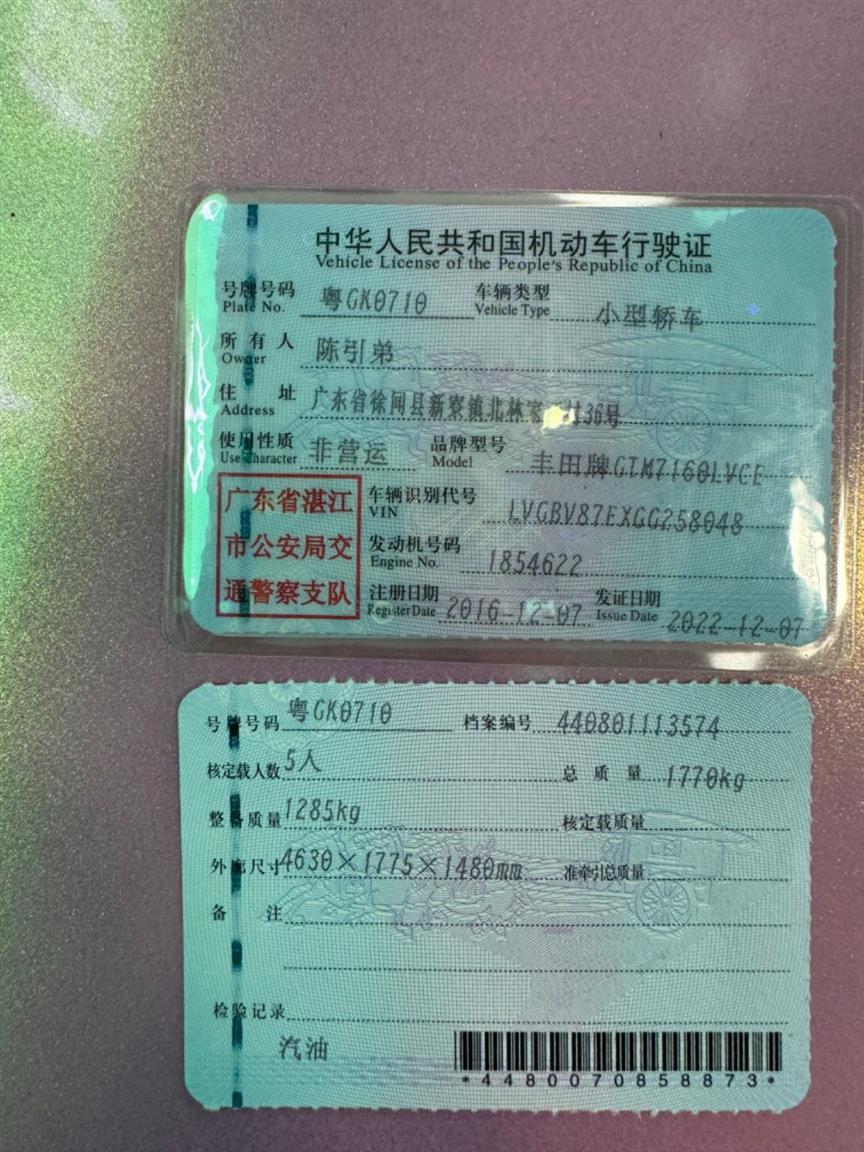 中华人民共和国机动车行驶证
Vehicle License of the People's Republic of China
号牌号码 粤GK0710 车辆类型 小型轿车
Plate No. Vehicle Type
所有人 陈引弟
Owner
住址 广东省徐闻县新寮镇北林家 村36号
Address
使用性质 非营运 品牌型号 丰田牌GTM7160LVCE
Use Character Model
广东省湛江
市公安局交
通警察支队
车辆识别代号 LVGBV87EXGG258048
VIN
发动机号码 1854622
Engine No.
注册日期 2016-12-07 发证日期 2022-12-07
Register Date Issue Date
号牌号码 粤GK0710 档案编号 440801113574
核定载人数 5人 总质量 1770kg
整备质量 1285kg 核定载质量
外廓尺寸 4630×1775×1480mm 准牵引总质量
备注
检验记录
汽油
*4480070858873*